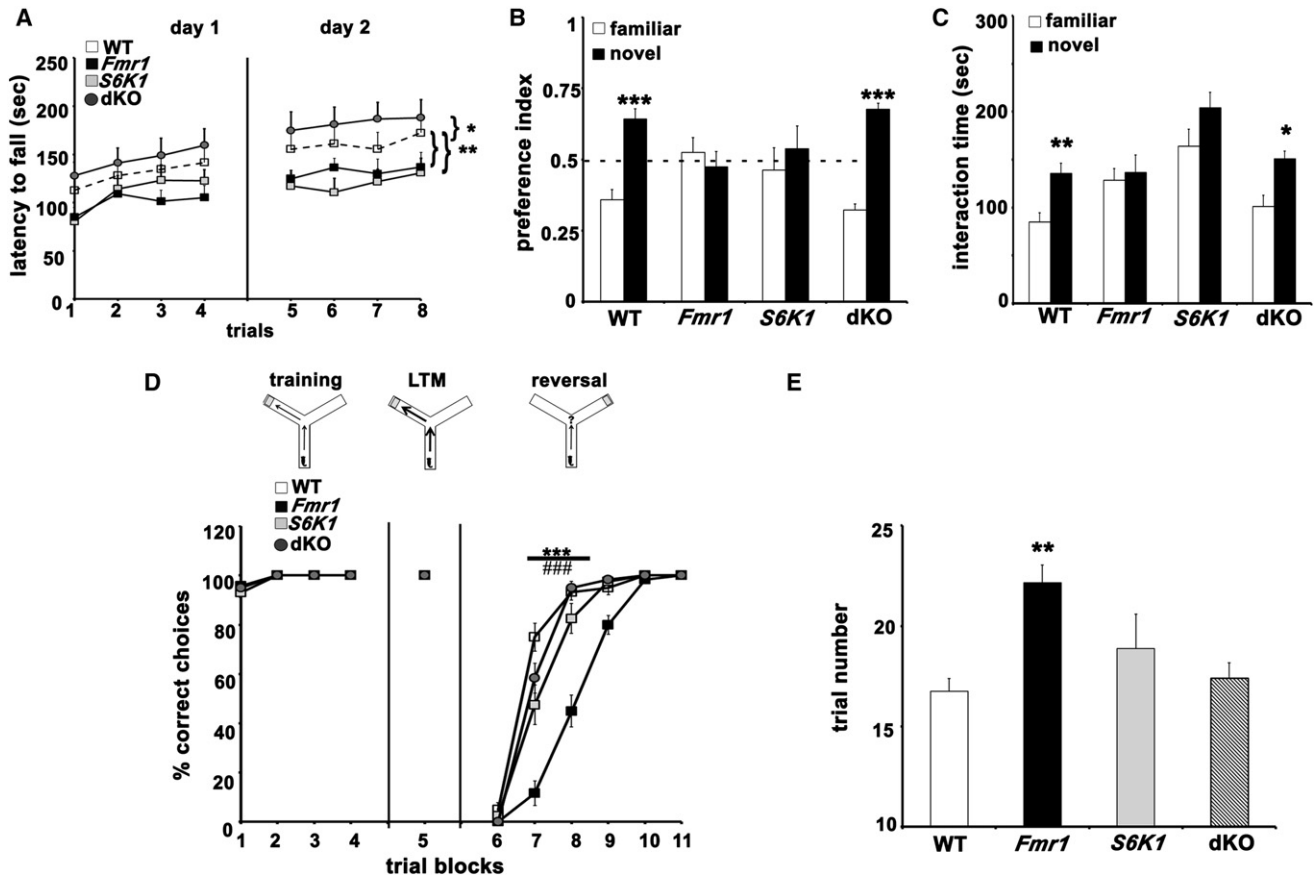 A
day 1
day 2
WT
Fmr1
S6K1
dKO
latency to fall (sec)
250
200
150
100
50
0
*
**
1 2 3 4 5 6 7 8
trials
B
familiar
novel
preference index
1
0.75
0.5
0.25
0
***
***
WT Fmr1 S6K1 dKO
C
familiar
novel
interaction time (sec)
300
200
100
0
**
*
WT Fmr1 S6K1 dKO
D
training
LTM
reversal
?
WT
Fmr1
S6K1
dKO
% correct choices
120
100
80
60
40
20
0
***
###
1 2 3 4 5 6 7 8 9 10 11
trial blocks
E
trial number
25
22
19
16
13
10
**
WT Fmr1 S6K1 dKO